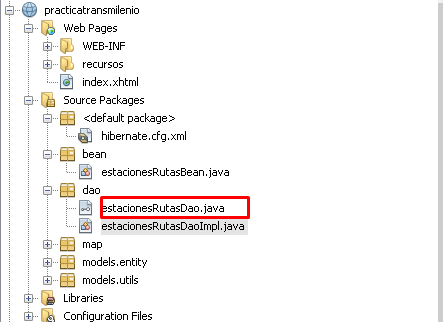 practicatransmilenio
Web Pages
WEB-INF
recursos
index.xhtml
Source Packages
<default package>
hibernate.cfg.xml
bean
estacionesRutasBean.java
dao
estacionesRutasDao.java
estacionesRutasDaoImpl.java
map
models.entity
models.utils
Libraries
Configuration Files